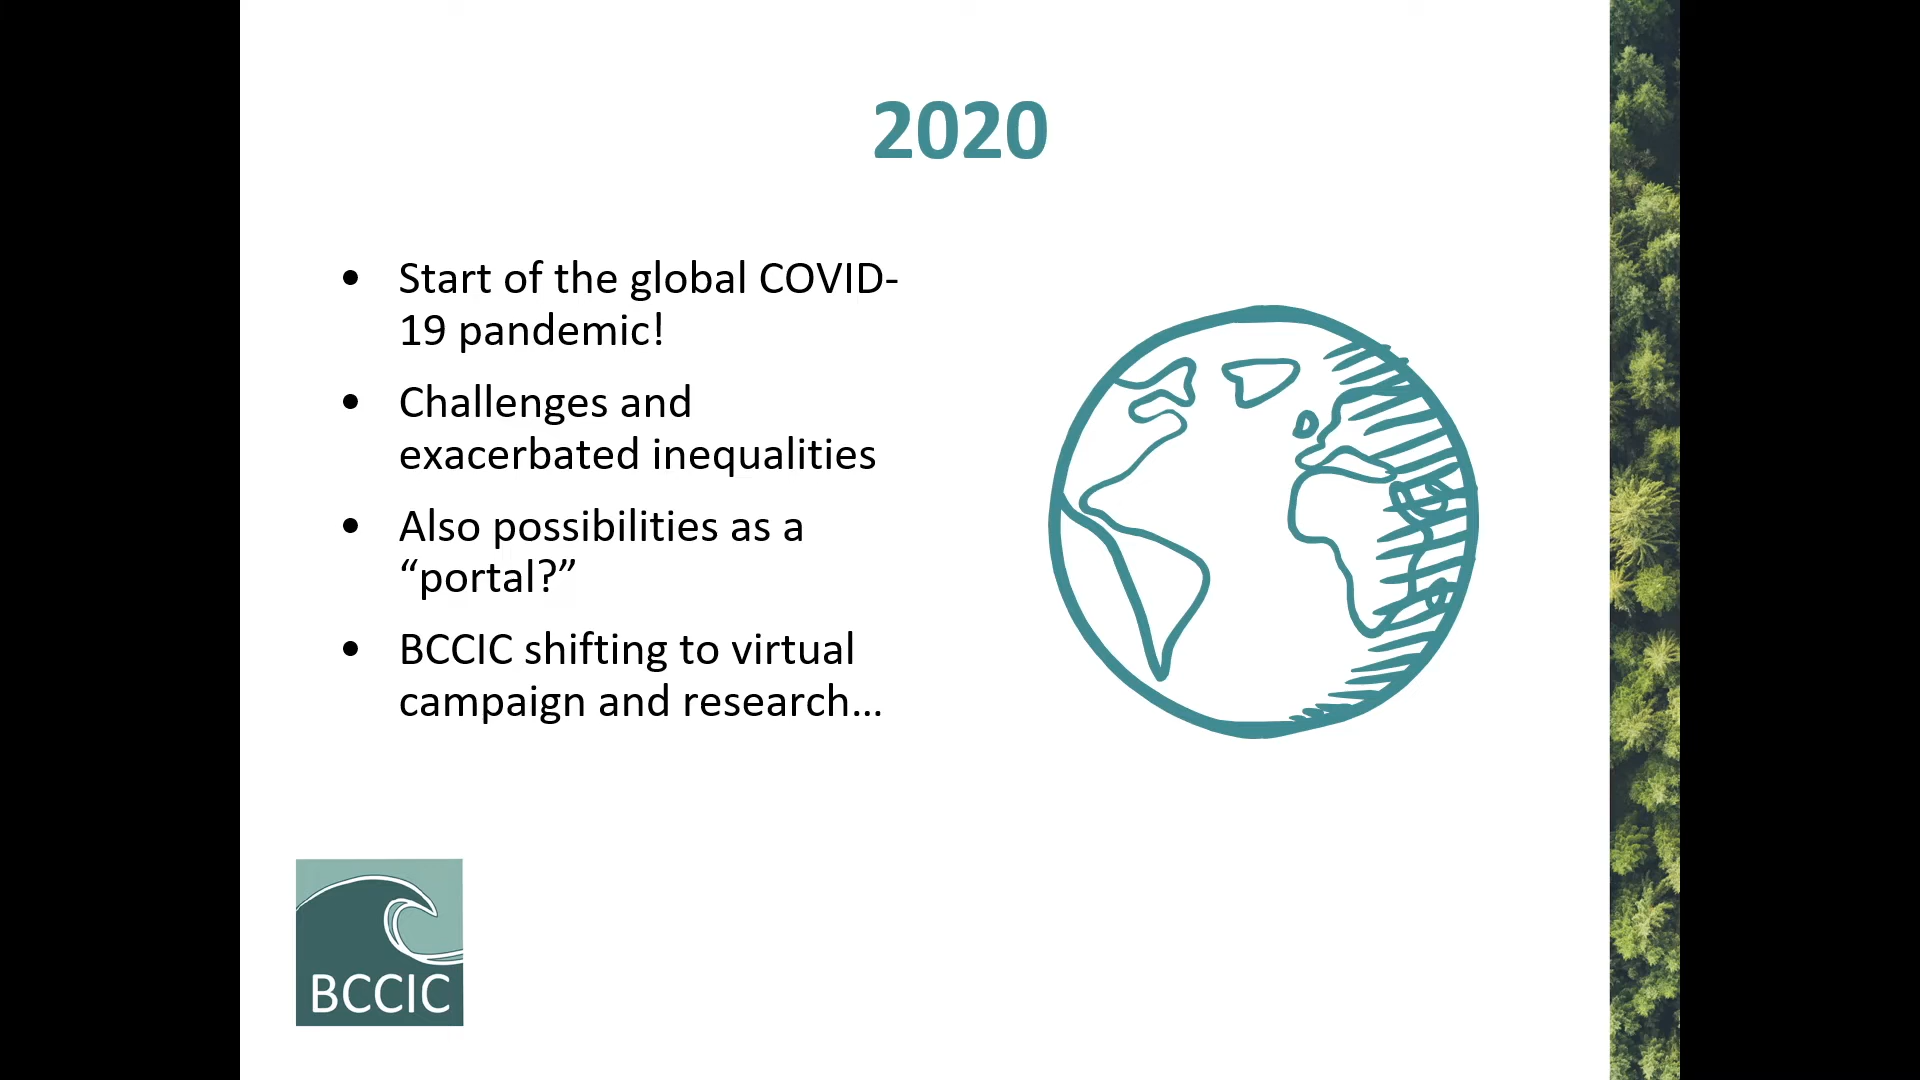 2020
• Start of the global COVID-
19 pandemic!
• Challenges and
exacerbated inequalities
• Also possibilities as a
“portal?”
• BCCIC shifting to virtual
campaign and research...
BCCIC